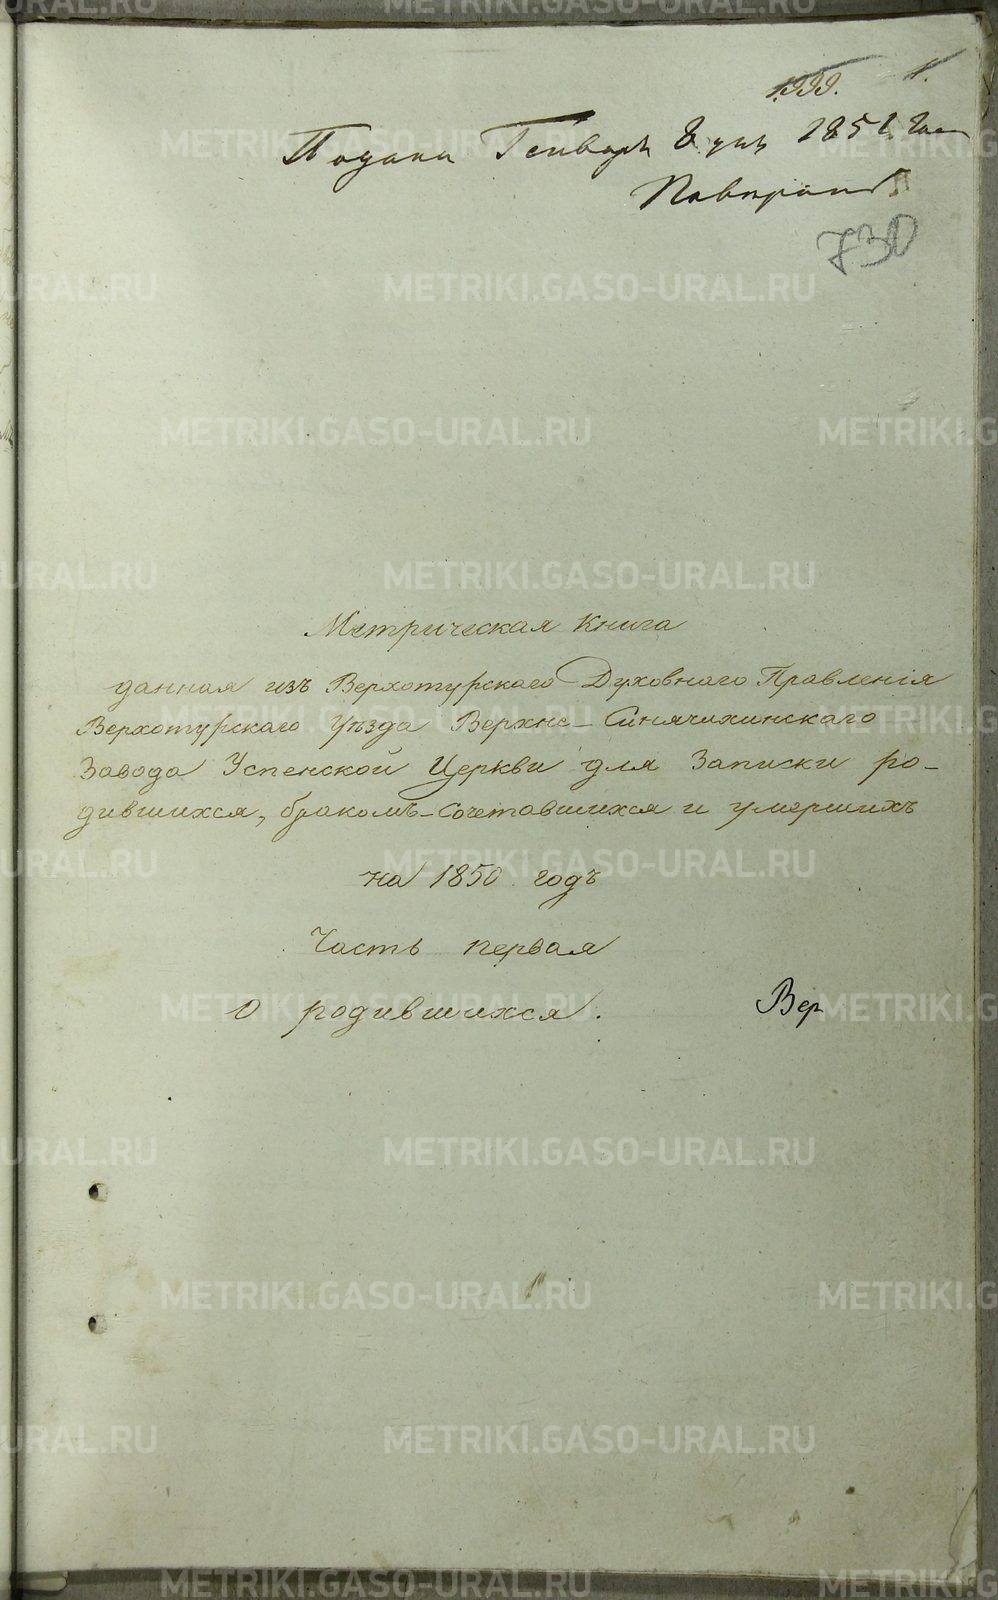 1.
Подана Генваря 8 дня 1851 года
730
Метрическая Книга
данная изъ Верхотурскаго Духовнаго Правленія
Верхотурскаго Уѣзда Верхне-Синячихинскаго
Завода Успенской Церкви для Записки ро-
дившихся, бракомъ-Сочетавшихся и умершихъ
на 1850 годъ
Часть первая
О родившихся.
Вер
METRIKI.GASO-URAL.RU